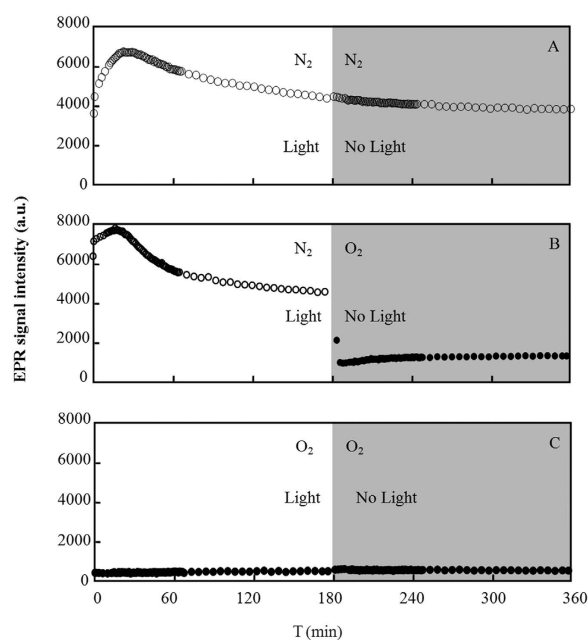 EPR signal intensity (a.u.)
8000
6000
4000
2000
0
N2
N2
A
Light
No Light
8000
6000
4000
2000
0
N2
O2
B
Light
No Light
8000
6000
4000
2000
0
O2
O2
C
Light
No Light
0 60 120 180 240 300 360
T (min)